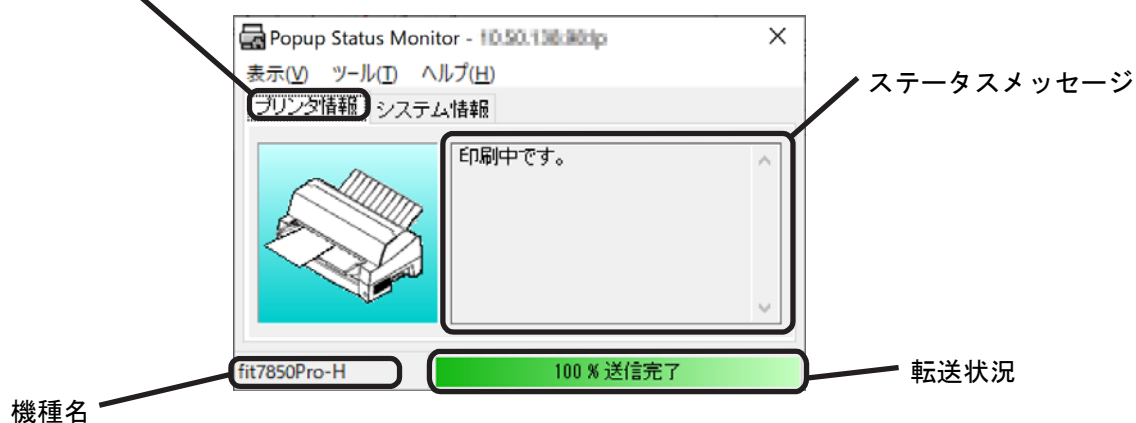 Popup Status Monitor -
表示(V) ツール(T) ヘルプ(H)
プリンタ情報 システム情報
ステータスメッセージ
印刷中です。
fit7850Pro-H
100 % 送信完了
転送状況
機種名